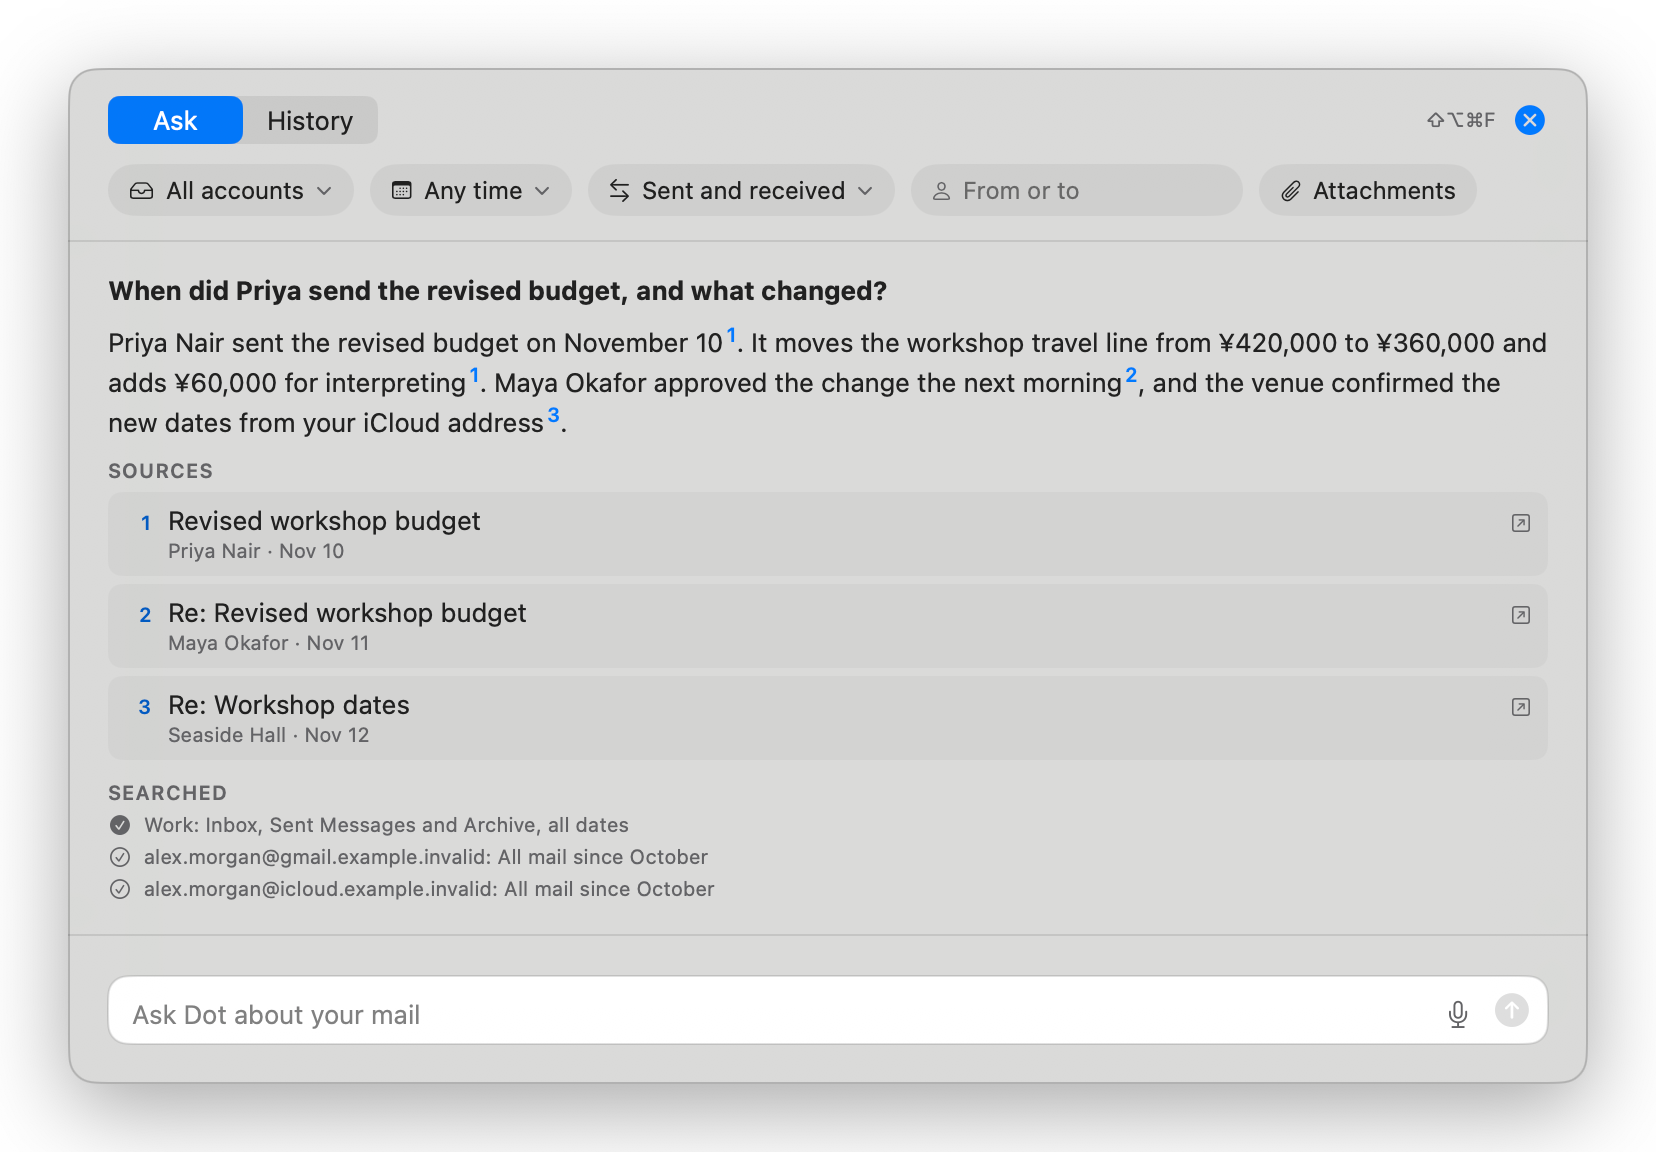 Ask
History
⇧⌥⌘F
All accounts
Any time
Sent and received
From or to
Attachments
When did Priya send the revised budget, and what changed?
Priya Nair sent the revised budget on November 10 1. It moves the workshop travel line from ¥420,000 to ¥360,000 and
adds ¥60,000 for interpreting 1. Maya Okafor approved the change the next morning 2, and the venue confirmed the
new dates from your iCloud address 3.
SOURCES
1 Revised workshop budget
Priya Nair · Nov 10
2 Re: Revised workshop budget
Maya Okafor · Nov 11
3 Re: Workshop dates
Seaside Hall · Nov 12
SEARCHED
Work: Inbox, Sent Messages and Archive, all dates
alex.morgan@gmail.example.invalid: All mail since October
alex.morgan@icloud.example.invalid: All mail since October
Ask Dot about your mail